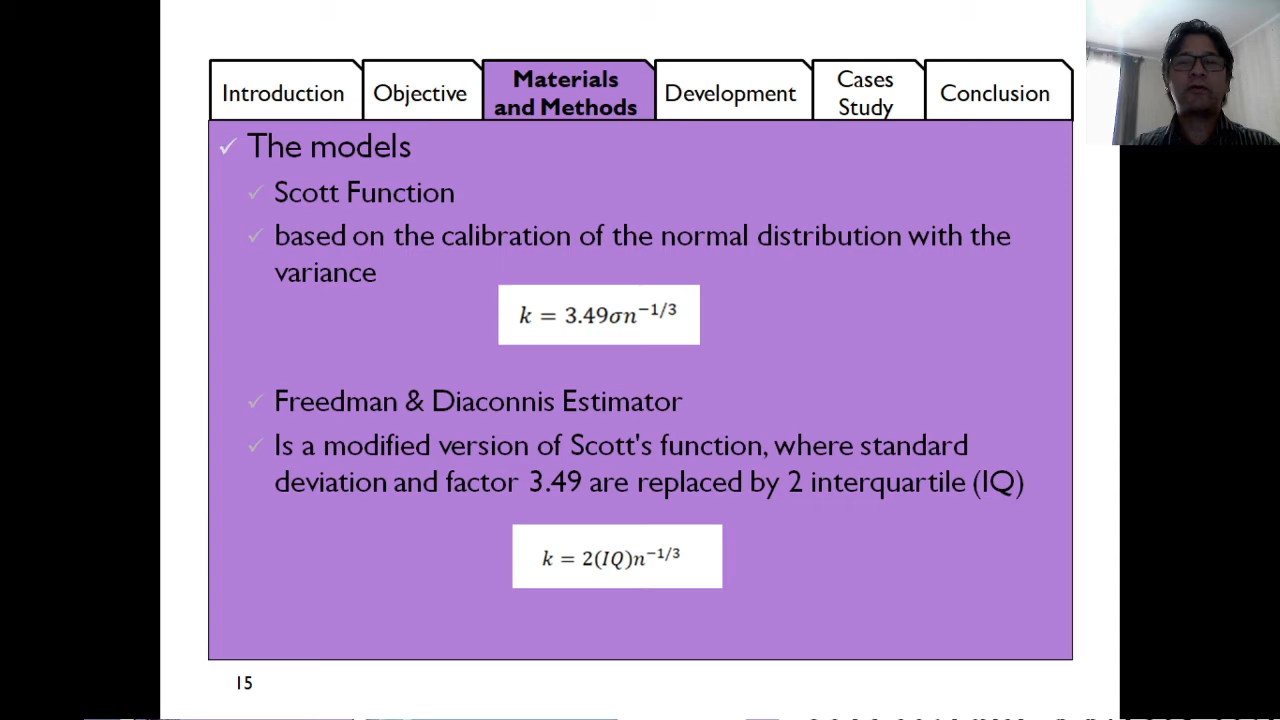 Introduction
Objective
Materials
and Methods
Development
Cases
Study
Conclusion
✓ The models
✓ Scott Function
✓ based on the calibration of the normal distribution with the
variance
k = 3.49σn^{-1/3}
✓ Freedman & Diaconnis Estimator
✓ Is a modified version of Scott's function, where standard
deviation and factor 3.49 are replaced by 2 interquartile (IQ)
k = 2(IQ)n^{-1/3}
15